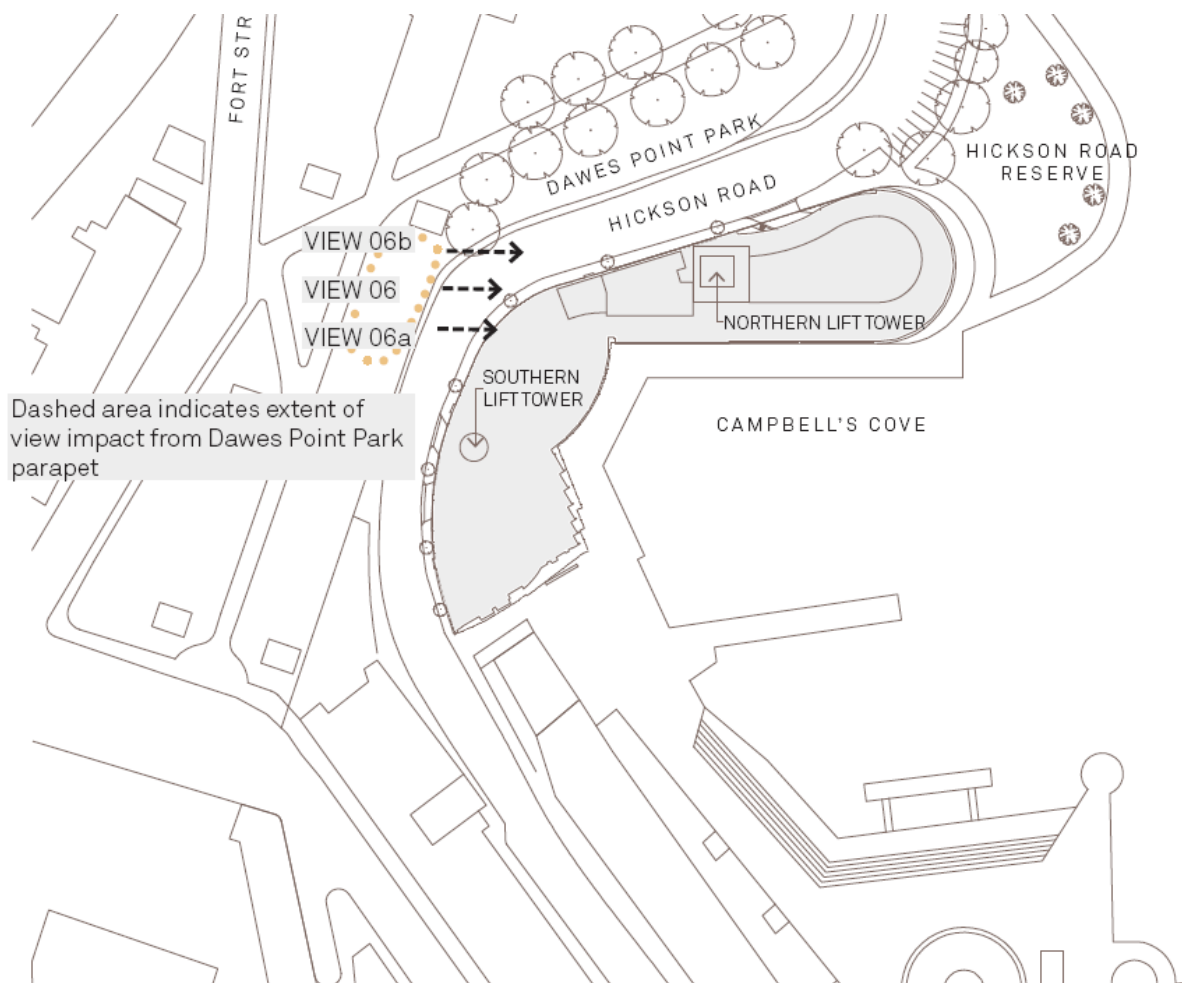 FORT STR
DAWES POINT PARK
HICKSON ROAD
HICKSON ROAD
RESERVE
VIEW 06b
VIEW 06
VIEW 06a
NORTHERN LIFT TOWER
SOUTHERN
LIFT TOWER
CAMPBELL'S COVE
Dashed area indicates extent of
view impact from Dawes Point Park
parapet